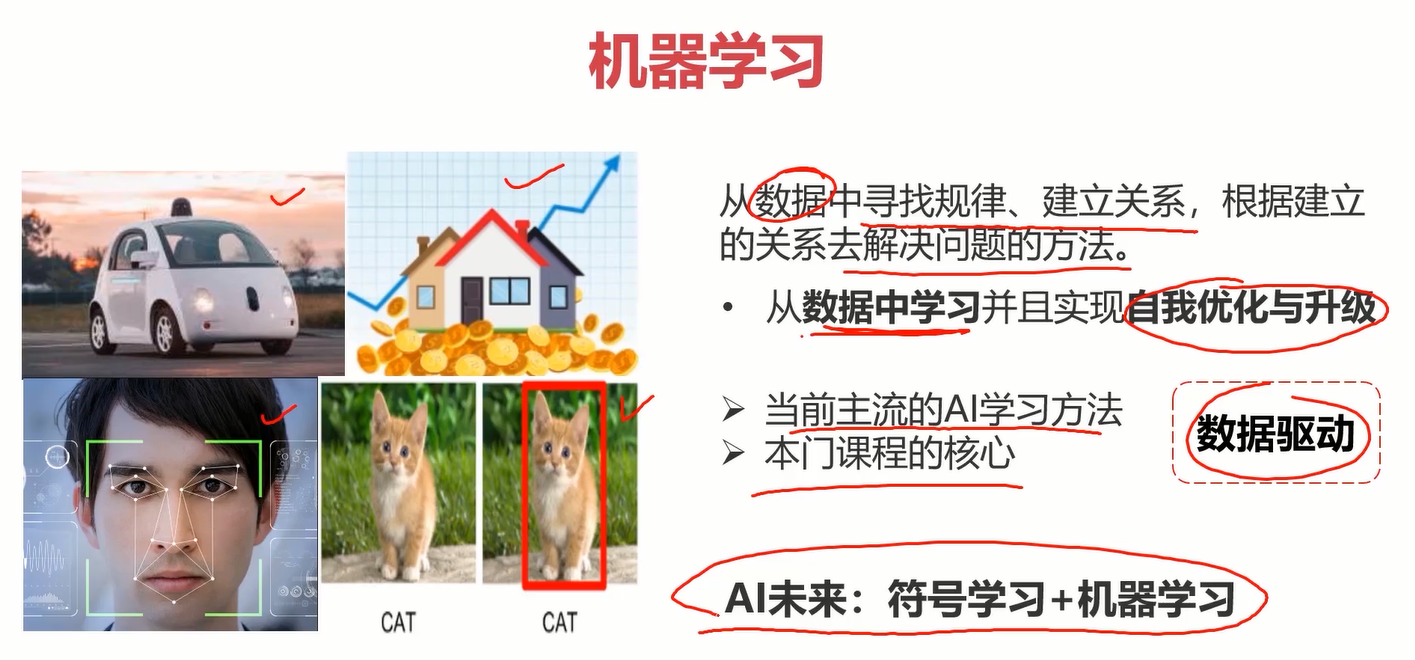 机器学习
从数据中寻找规律、建立关系，根据建立
的关系去解决问题的方法。
• 从数据中学习并且实现自我优化与升级
➢ 当前主流的AI学习方法
➢ 本门课程的核心
数据驱动
CAT
CAT
AI未来：符号学习+机器学习